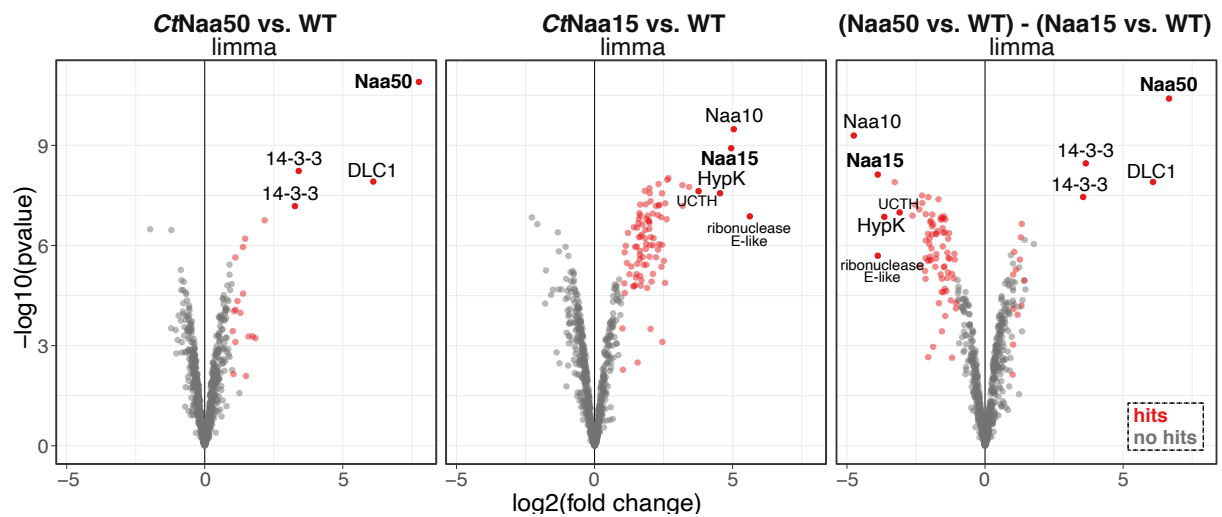 CtNaa50 vs. WT
limma
CtNaa15 vs. WT
limma
(Naa50 vs. WT) - (Naa15 vs. WT)
limma
−log10(pvalue)
9
6
3
0
Naa50
14-3-3
DLC1
14-3-3
−5
0
5
Naa10
Naa15
HypK
UCTH
ribonuclease
E-like
−5
0
5
Naa50
Naa10
14-3-3
Naa15
DLC1
14-3-3
UCTH
HypK
ribonuclease
E-like
hits
no hits
−5
0
5
log2(fold change)